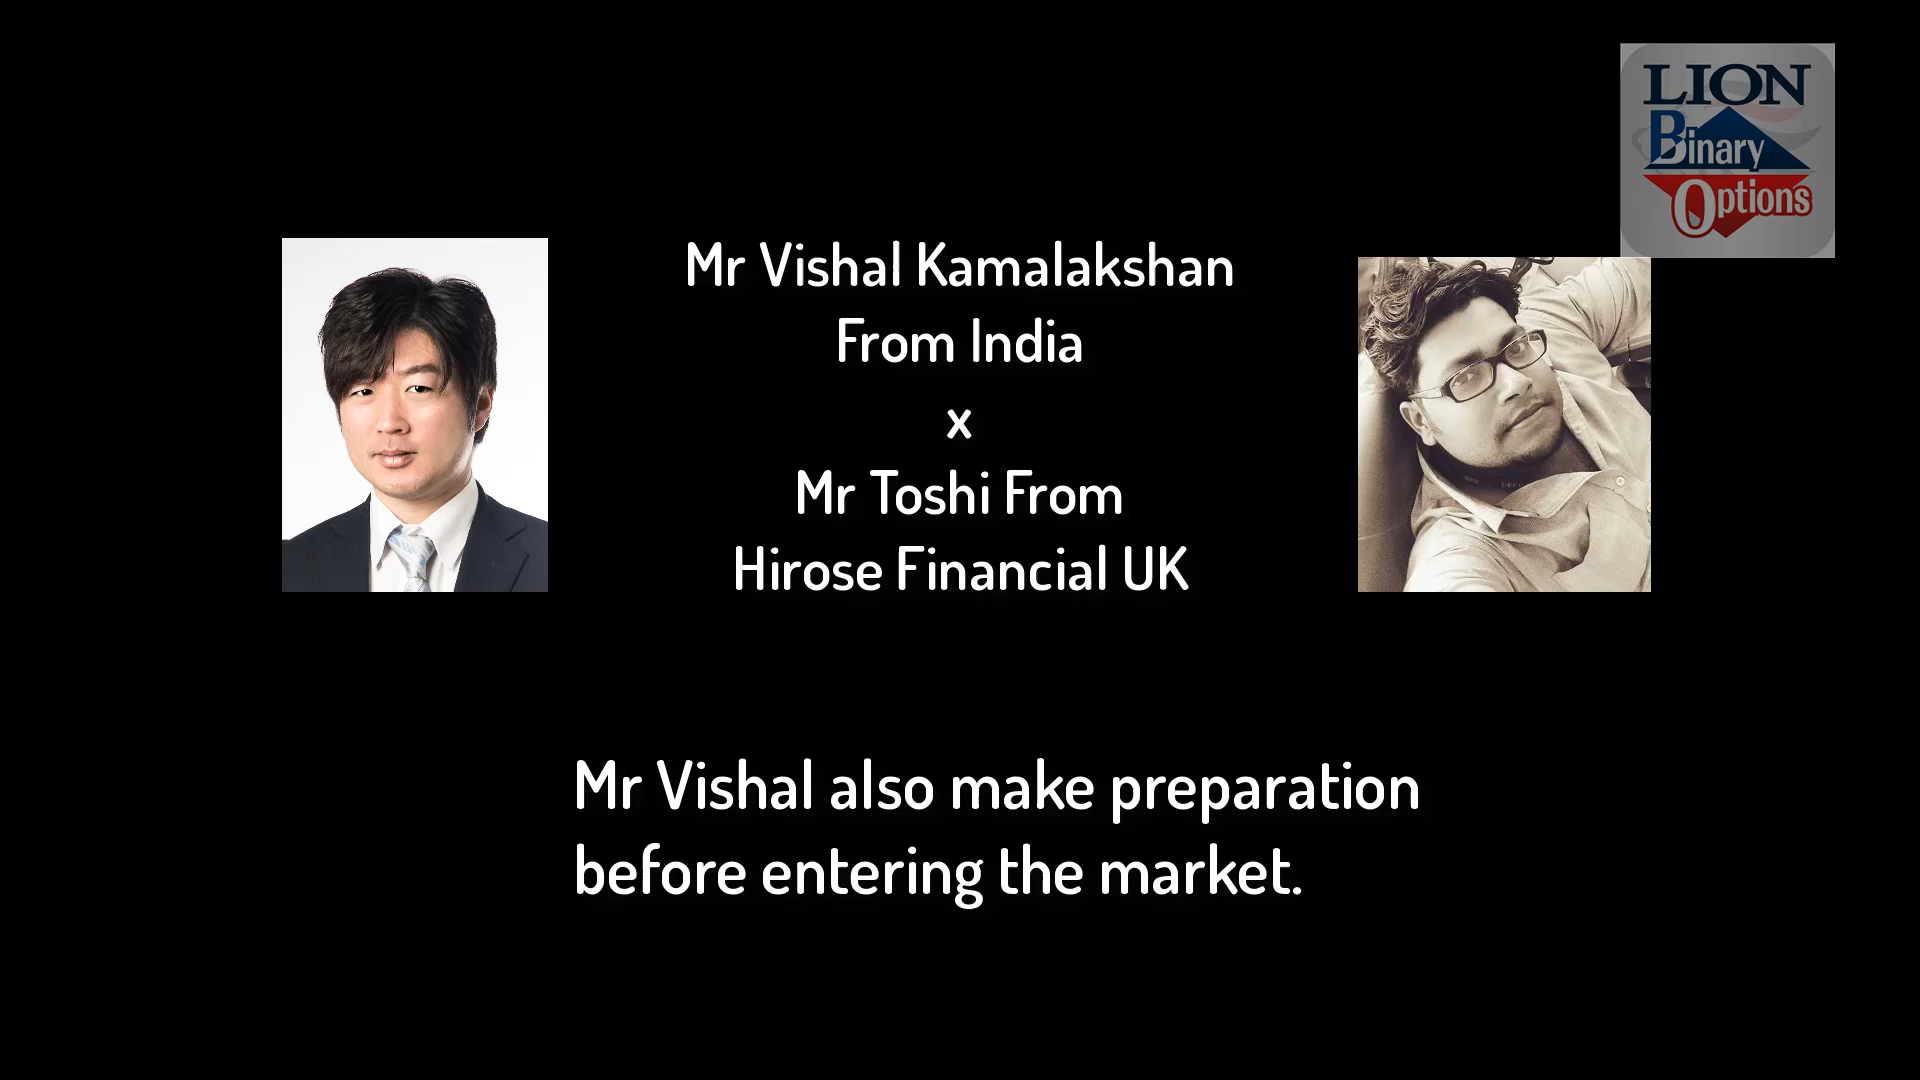 LION
Binary
Options
Mr Vishal Kamalakshan
From India
x
Mr Toshi From
Hirose Financial UK
Mr Vishal also make preparation
before entering the market.